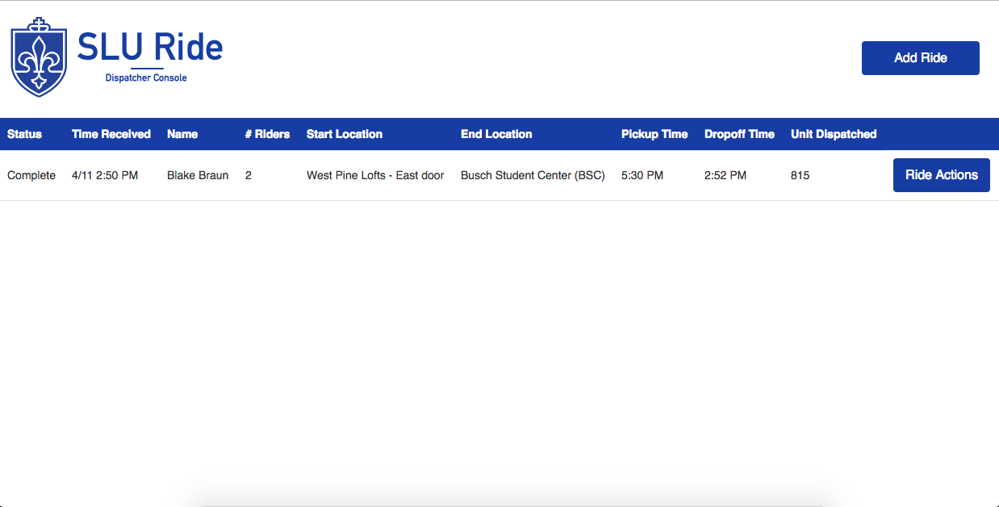 SLU Ride
Dispatcher Console
Add Ride
Status Time Received Name # Riders Start Location End Location Pickup Time Dropoff Time Unit Dispatched
Complete 4/11 2:50 PM Blake Braun 2 West Pine Lofts - East door Busch Student Center (BSC) 5:30 PM 2:52 PM 815 Ride Actions